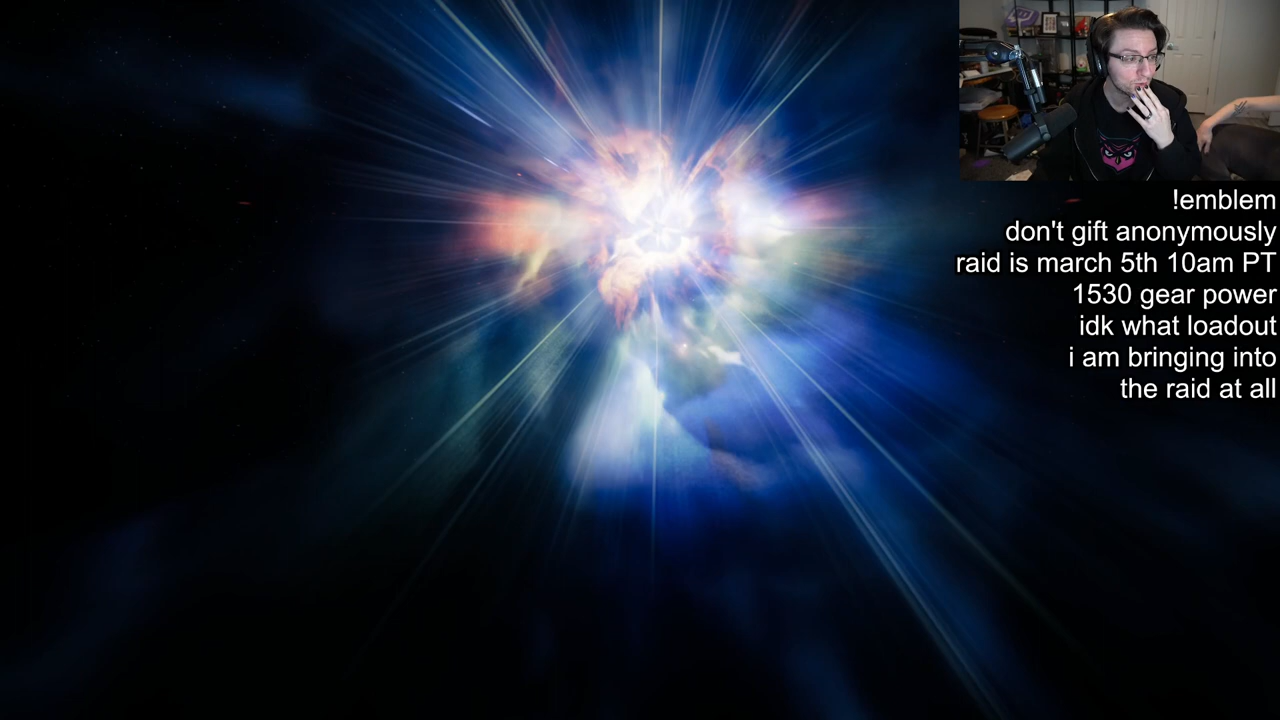 !emblem
don't gift anonymously
raid is march 5th 10am PT
1530 gear power
idk what loadout
i am bringing into
the raid at all